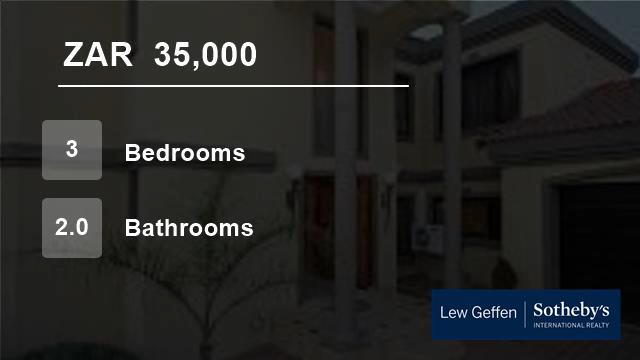 ZAR 35,000
3 Bedrooms
2.0 Bathrooms
Lew Geffen Sotheby's
INTERNATIONAL REALTY